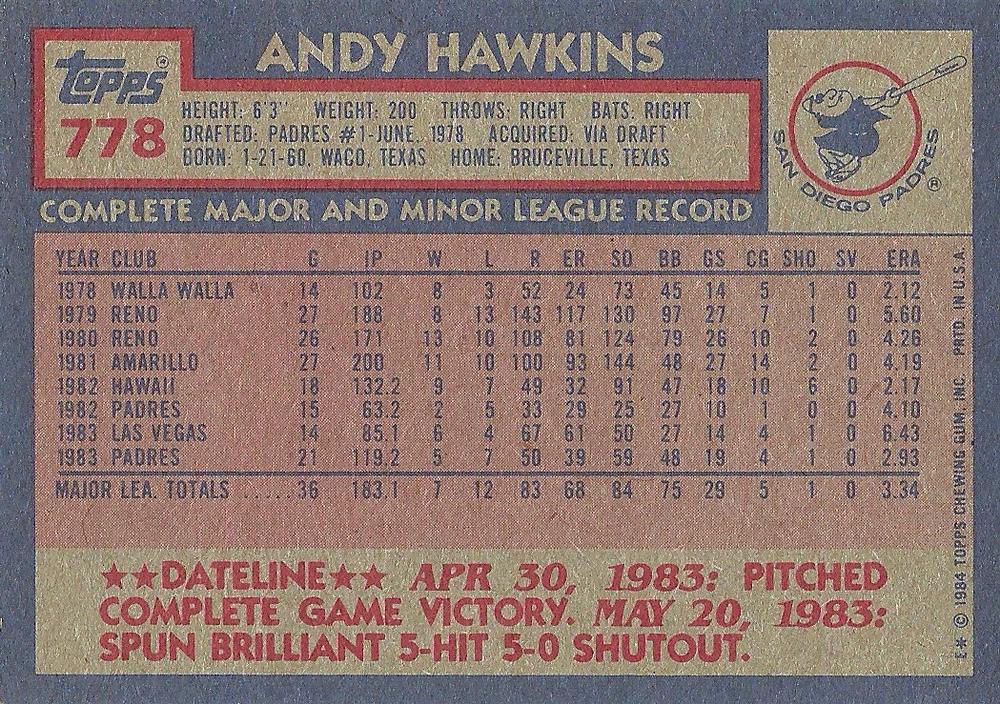 ANDY HAWKINS
Topps®
778
HEIGHT: 6'3" WEIGHT: 200 THROWS: RIGHT BATS: RIGHT
DRAFTED: PADRES #1-JUNE, 1978 ACQUIRED: VIA DRAFT
BORN: 1-21-60, WACO, TEXAS HOME: BRUCEVILLE, TEXAS
SAN DIEGO PADRES®
COMPLETE MAJOR AND MINOR LEAGUE RECORD
YEAR CLUB G IP W L R ER SO BB GS CG SHO SV ERA
1978 WALLA WALLA 14 102 8 3 52 24 73 45 14 5 1 0 2.12
1979 RENO 27 188 8 13 143 117 130 97 27 7 1 0 5.60
1980 RENO 26 171 13 10 108 81 124 79 26 10 2 0 4.26
1981 AMARILLO 27 200 11 10 100 93 144 48 27 14 2 0 4.19
1982 HAWAII 18 132.2 9 7 49 32 91 47 18 10 6 0 2.17
1982 PADRES 15 63.2 2 5 33 29 25 27 10 1 0 0 4.10
1983 LAS VEGAS 14 85.1 6 4 67 61 50 27 14 4 1 0 6.43
1983 PADRES 21 119.2 5 7 50 39 59 48 19 4 1 0 2.93
MAJOR LEA. TOTALS ......36 183.1 7 12 83 68 84 75 29 5 1 0 3.34
★★DATELINE★★ APR 30, 1983: PITCHED
COMPLETE GAME VICTORY. MAY 20, 1983:
SPUN BRILLIANT 5-HIT 5-0 SHUTOUT.
E* © 1984 TOPPS CHEWING GUM, INC. PRTD. IN U.S.A.